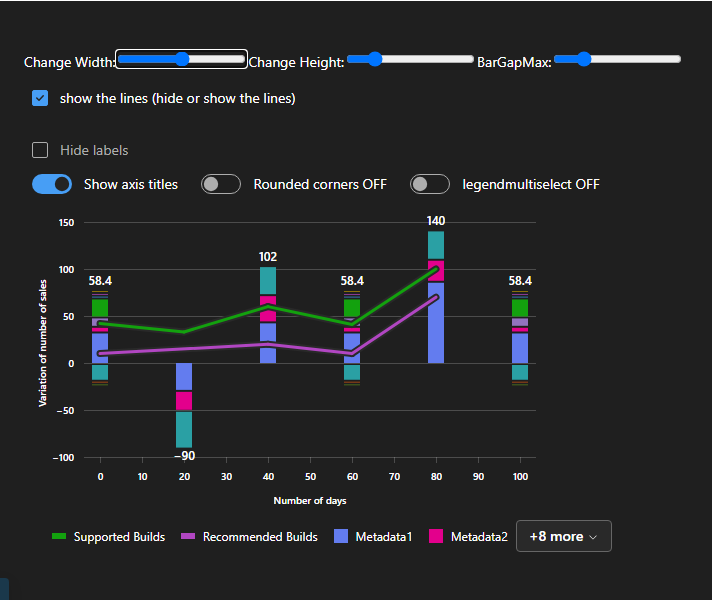 Change Width: Change Height: BarGapMax:
show the lines (hide or show the lines)
Hide labels
Show axis titles Rounded corners OFF legendmultiselect OFF
150
100
50
0
−50
−100
Variation of number of sales
58.4
−90
102
58.4
140
58.4
0 10 20 30 40 50 60 70 80 90 100
Number of days
Supported Builds Recommended Builds Metadata1 Metadata2 +8 more